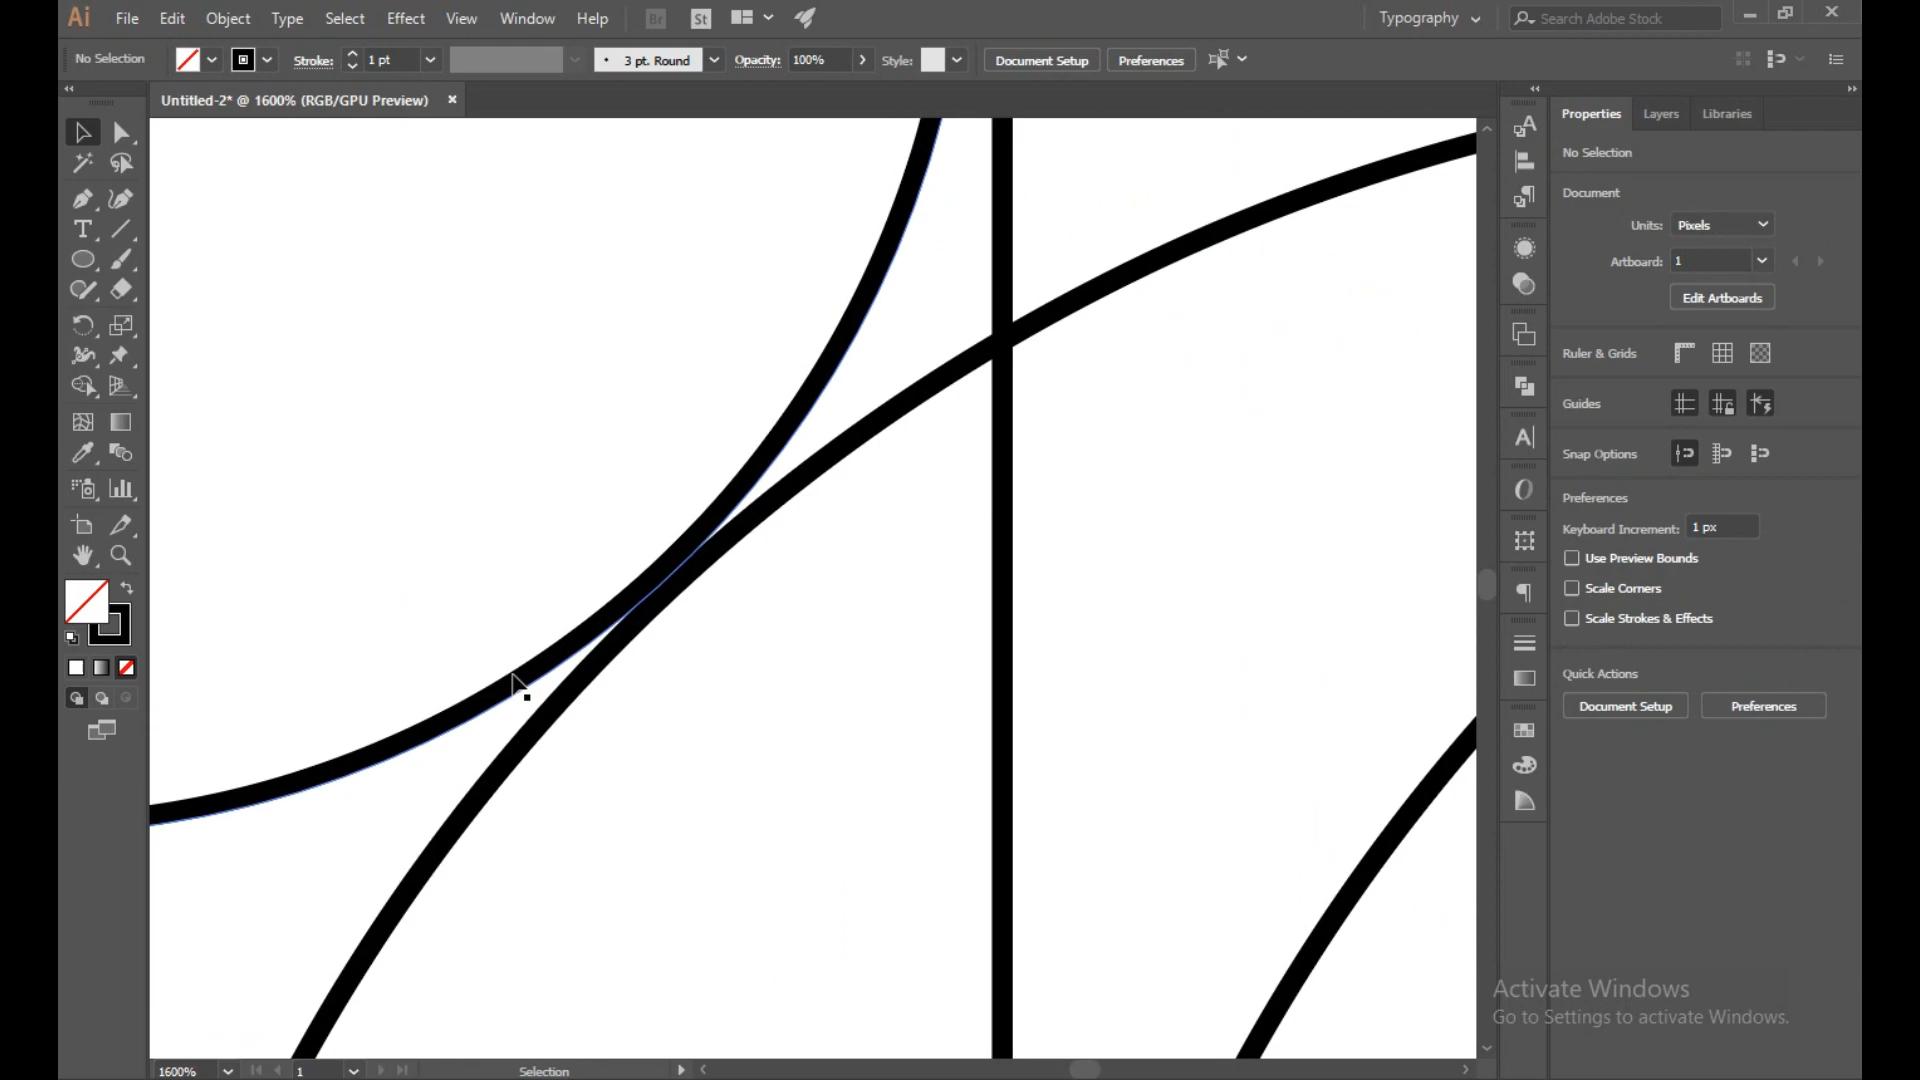 Ai File Edit Object Type Select Effect View Window Help Br St Typography Search Adobe Stock
No Selection Stroke: 1 pt 3 pt. Round Opacity: 100% Style: Document Setup Preferences
Untitled-2* @ 1600% (RGB/GPU Preview)
Properties Layers Libraries
No Selection
Document
Units: Pixels
Artboard: 1
Edit Artboards
Ruler & Grids
Guides
Snap Options
Preferences
Keyboard Increment: 1 px
Use Preview Bounds
Scale Corners
Scale Strokes & Effects
Quick Actions
Document Setup Preferences
Activate Windows
Go to Settings to activate Windows.
1600% 1 Selection